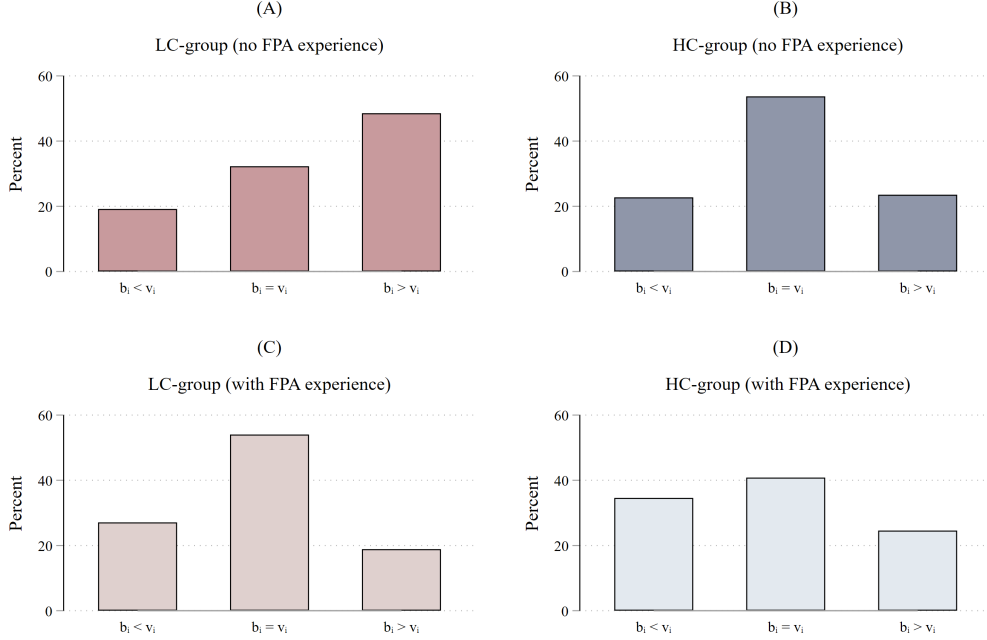 (A)
LC-group (no FPA experience)
Percent
60
40
20
0
bᵢ < vᵢ
bᵢ = vᵢ
bᵢ > vᵢ
(B)
HC-group (no FPA experience)
Percent
60
40
20
0
bᵢ < vᵢ
bᵢ = vᵢ
bᵢ > vᵢ
(C)
LC-group (with FPA experience)
Percent
60
40
20
0
bᵢ < vᵢ
bᵢ = vᵢ
bᵢ > vᵢ
(D)
HC-group (with FPA experience)
Percent
60
40
20
0
bᵢ < vᵢ
bᵢ = vᵢ
bᵢ > vᵢ